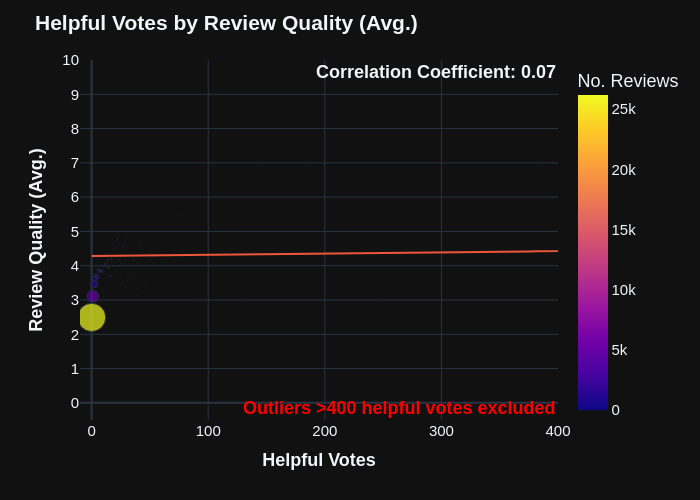 Helpful Votes by Review Quality (Avg.)
Correlation Coefficient: 0.07
No. Reviews
Review Quality (Avg.)
10
9
8
7
6
5
4
3
2
1
0
25k
20k
15k
10k
5k
0
Outliers >400 helpful votes excluded
0
100
200
300
400
Helpful Votes